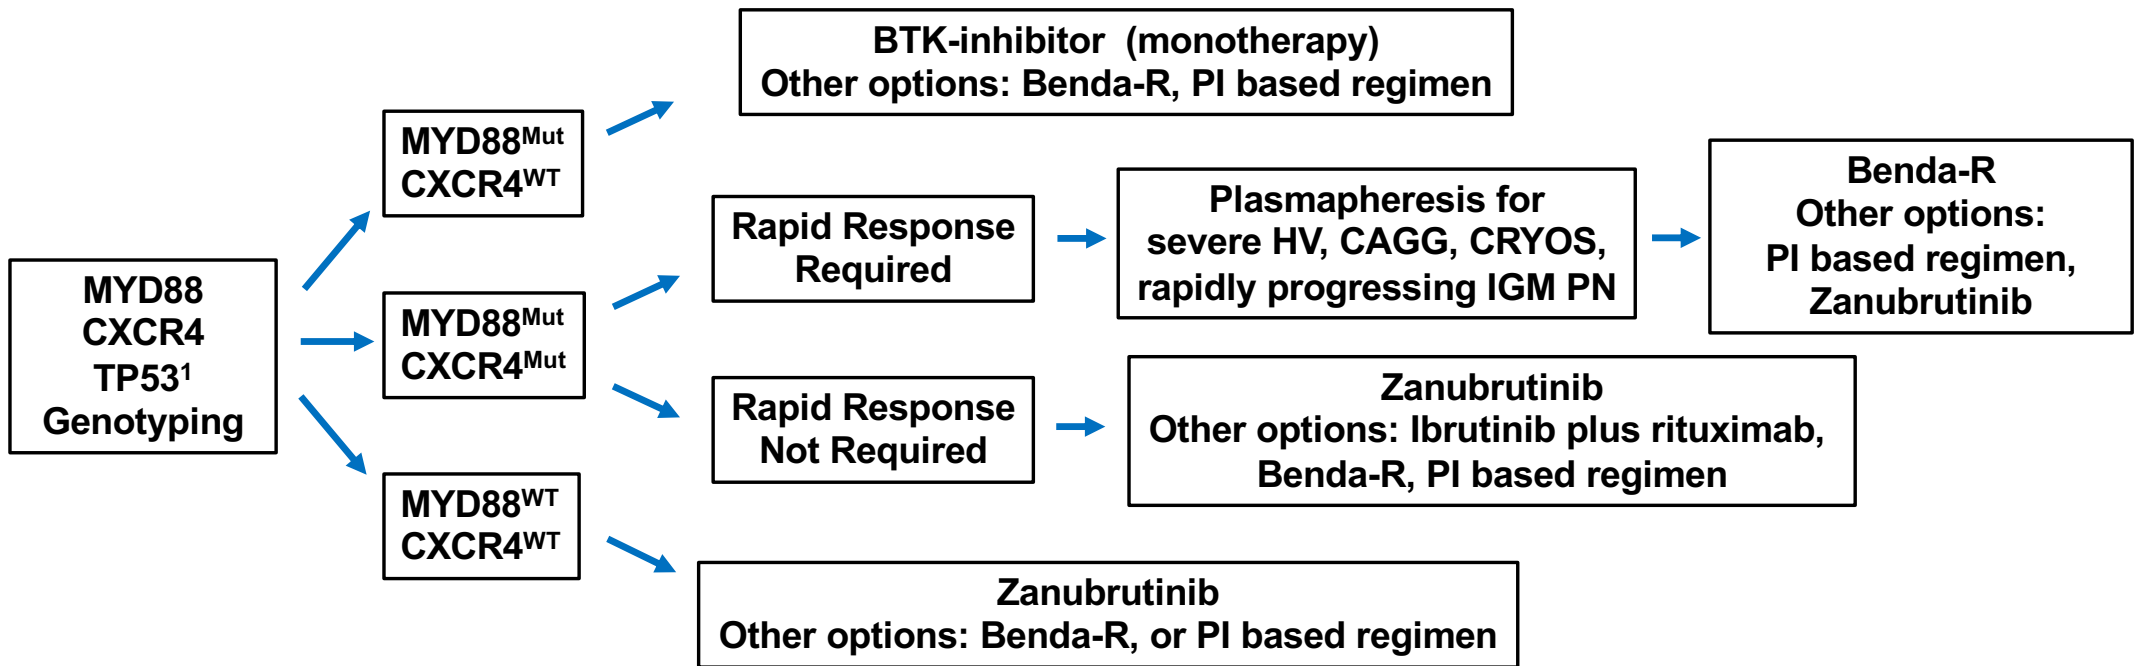 MYD88
CXCR4
TP53¹
Genotyping
MYD88ᴹᵘᵗ
CXCR4ᵂᵀ
BTK-inhibitor (monotherapy)
Other options: Benda-R, PI based regimen
MYD88ᴹᵘᵗ
CXCR4ᴹᵘᵗ
Rapid Response
Required
Plasmapheresis for
severe HV, CAGG, CRYOS,
rapidly progressing IGM PN
Benda-R
Other options:
PI based regimen,
Zanubrutinib
Rapid Response
Not Required
Zanubrutinib
Other options: Ibrutinib plus rituximab,
Benda-R, PI based regimen
MYD88ᵂᵀ
CXCR4ᵂᵀ
Zanubrutinib
Other options: Benda-R, or PI based regimen